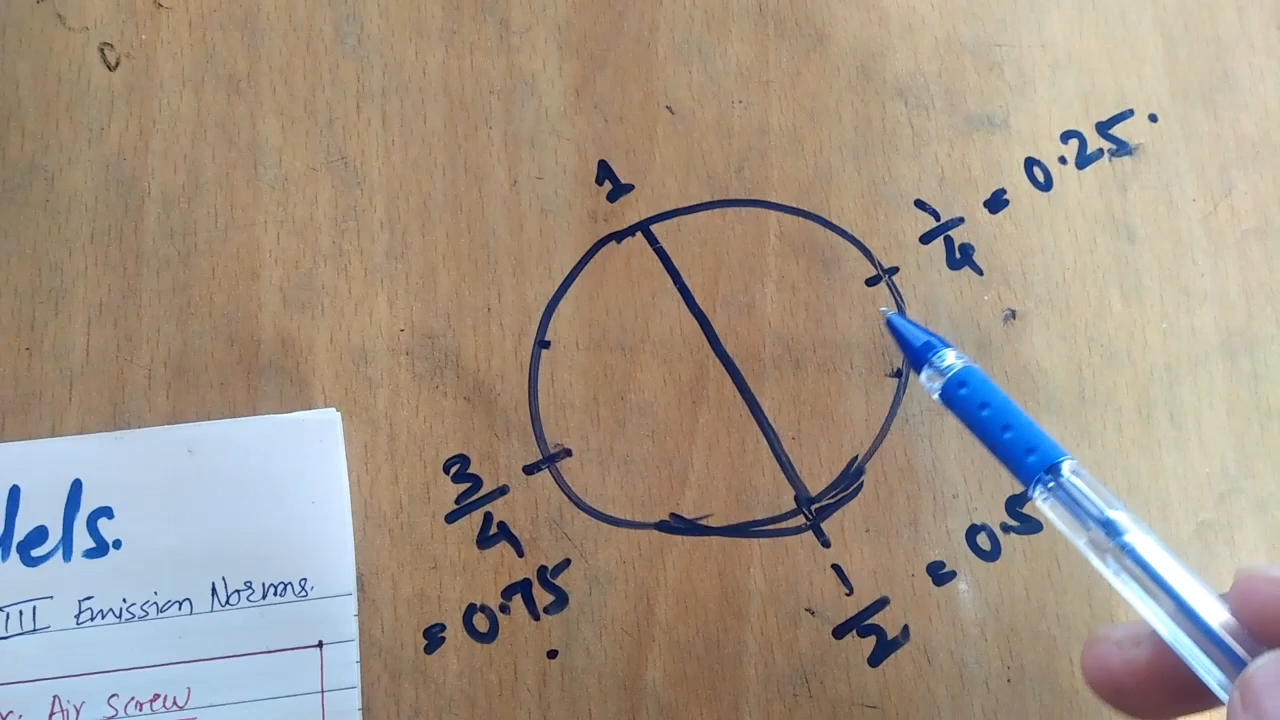 1
1/4 = 0.25.
3/4
= 0.75
1/2 = 0.5
dels.
III Emission Norms.
Air Screw